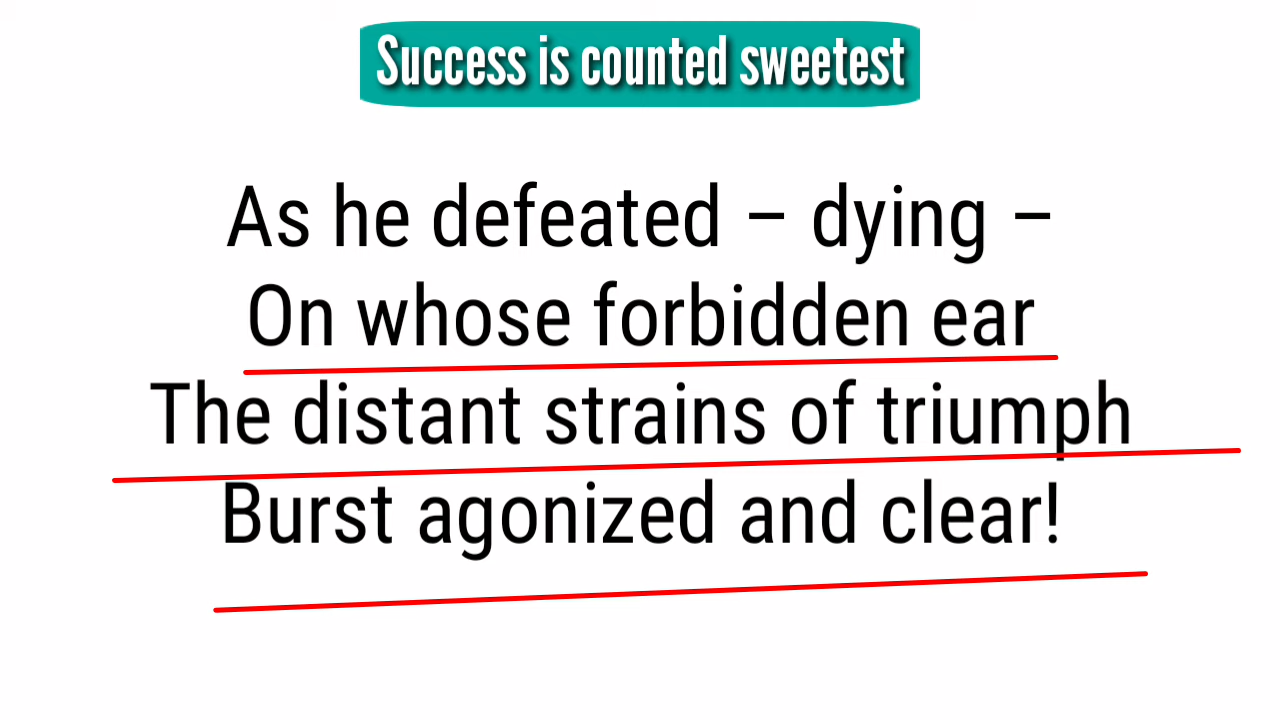 Success is counted sweetest
As he defeated – dying –
On whose forbidden ear
The distant strains of triumph
Burst agonized and clear!